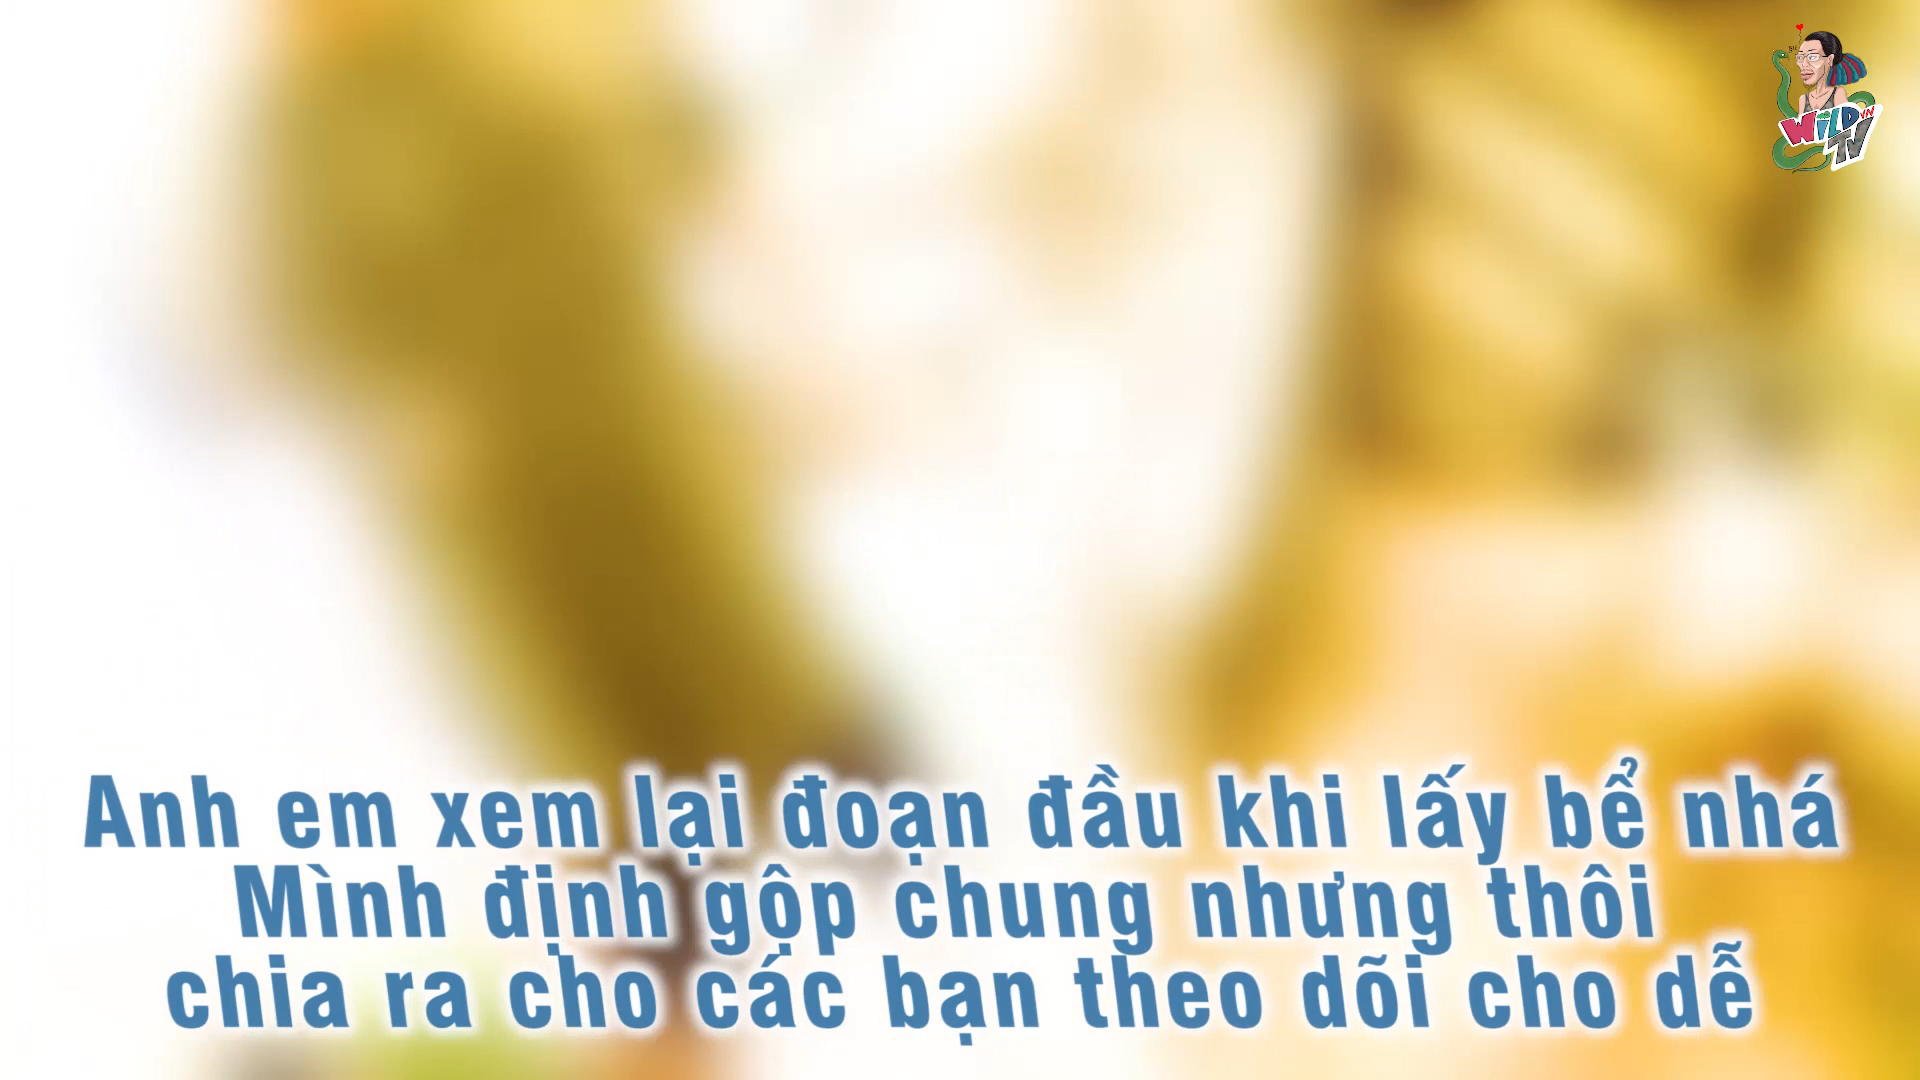 WILD VN
TV
Anh em xem lại đoạn đầu khi lấy bể nhá
Mình định gộp chung nhưng thôi
chia ra cho các bạn theo dõi cho dễ